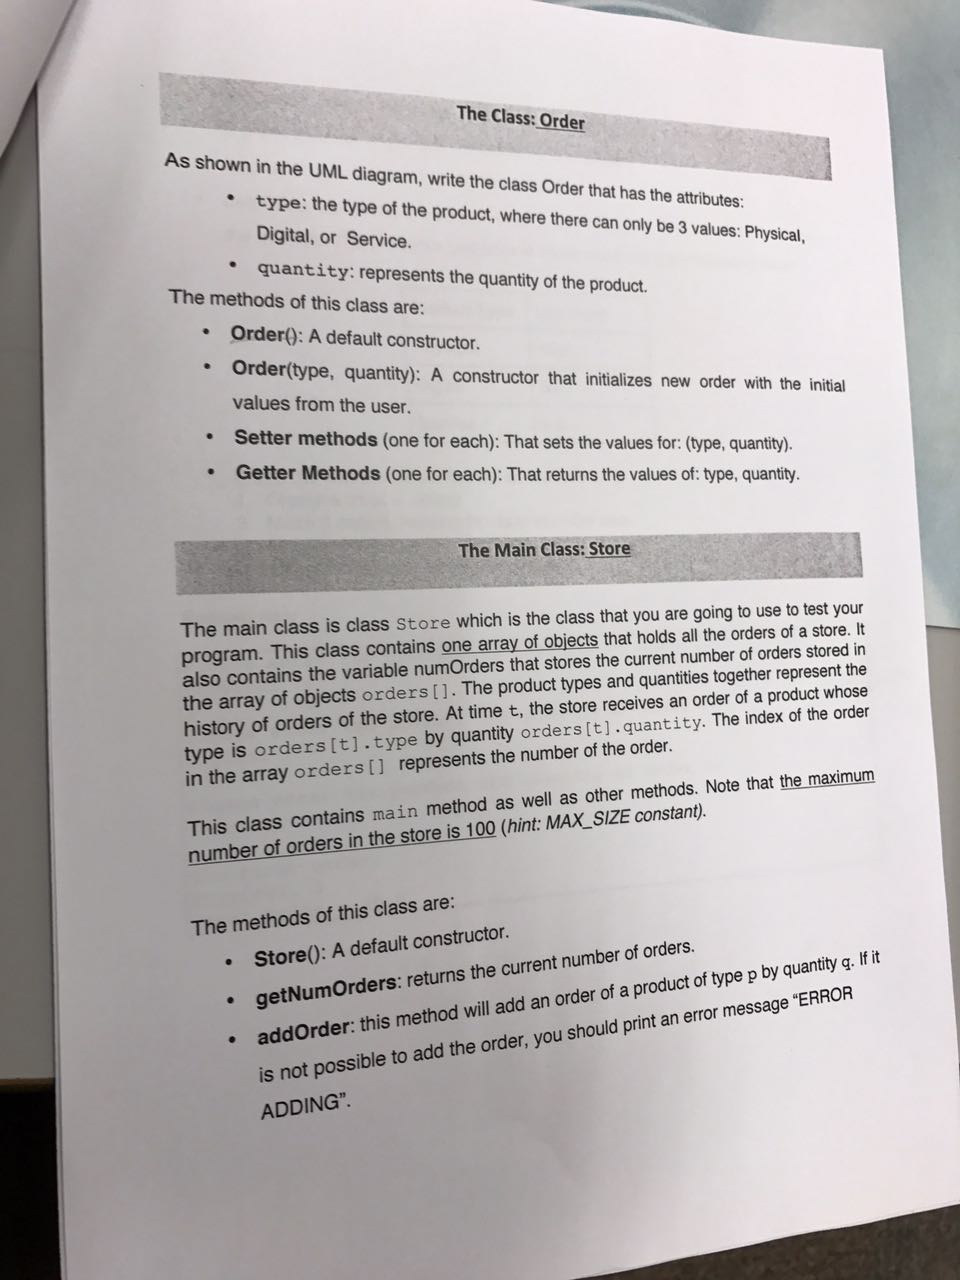 The Class: Order
As shown in the UML diagram, write the class Order that has the attributes:
• type: the type of the product, where there can only be 3 values: Physical,
Digital, or Service.
• quantity: represents the quantity of the product.
The methods of this class are:
• Order(): A default constructor.
• Order(type, quantity): A constructor that initializes new order with the initial
values from the user.
• Setter methods (one for each): That sets the values for: (type, quantity).
• Getter Methods (one for each): That returns the values of: type, quantity.
The Main Class: Store
The main class is class Store which is the class that you are going to use to test your
program. This class contains one array of objects that holds all the orders of a store. It
also contains the variable numOrders that stores the current number of orders stored in
the array of objects orders[]. The product types and quantities together represent the
history of orders of the store. At time t, the store receives an order of a product whose
type is orders[t].type by quantity orders[t].quantity. The index of the order
in the array orders[] represents the number of the order.
This class contains main method as well as other methods. Note that the maximum
number of orders in the store is 100 (hint: MAX_SIZE constant).
The methods of this class are:
• Store(): A default constructor.
• getNumOrders: returns the current number of orders.
• addOrder: this method will add an order of a product of type p by quantity q. If it
is not possible to add the order, you should print an error message “ERROR
ADDING”.